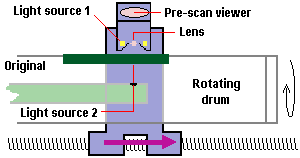 Light source 1
Pre-scan viewer
Lens
Original
Light source 2
Rotating
drum